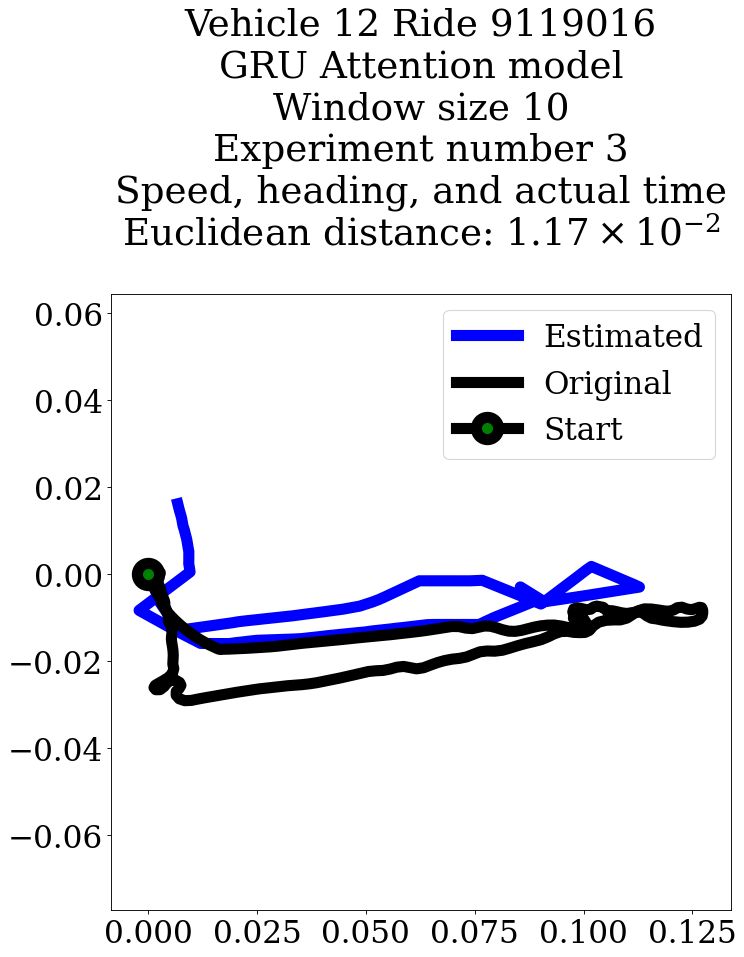 Vehicle 12 Ride 9119016
GRU Attention model
Window size 10
Experiment number 3
Speed, heading, and actual time
Euclidean distance: 1.17 × 10⁻²
Estimated
Original
Start
0.06
0.04
0.02
0.00
−0.02
−0.04
−0.06
0.000 0.025 0.050 0.075 0.100 0.125